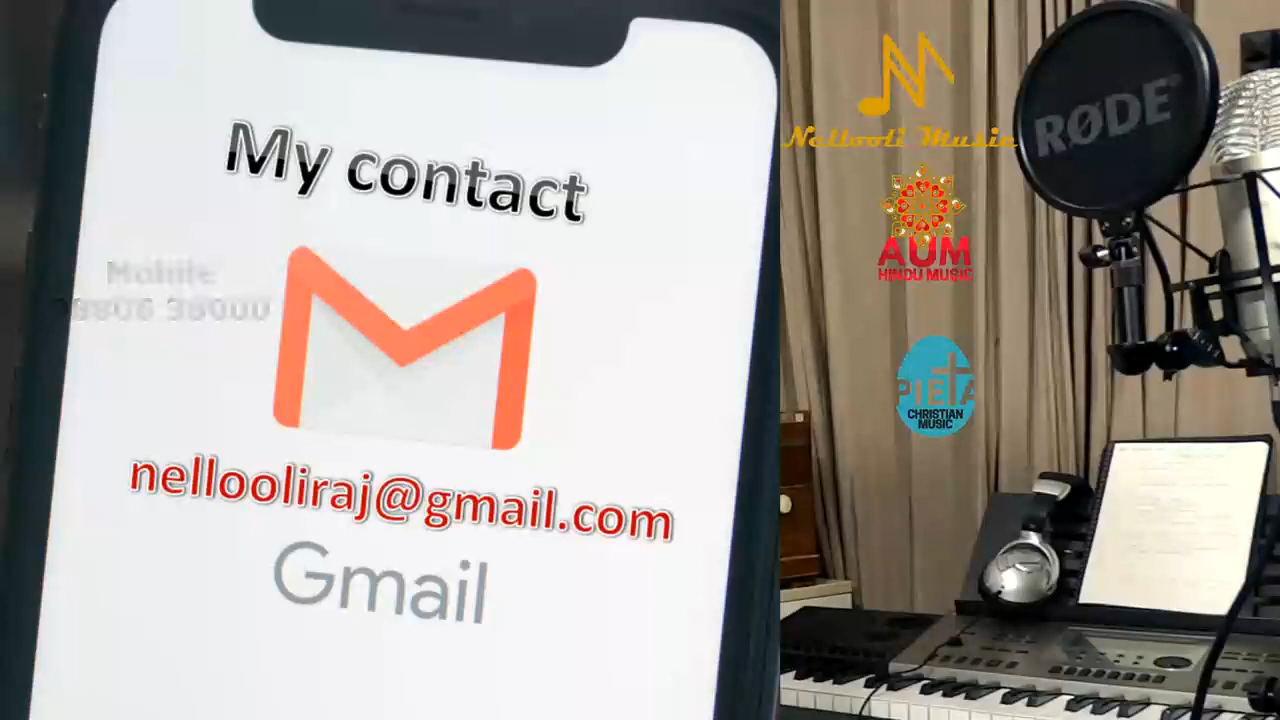 My contact
Mobile
nellooliraj@gmail.com
Gmail
Nellooli Music
AUM
HINDU MUSIC
PIETA
CHRISTIAN
MUSIC
RØDE